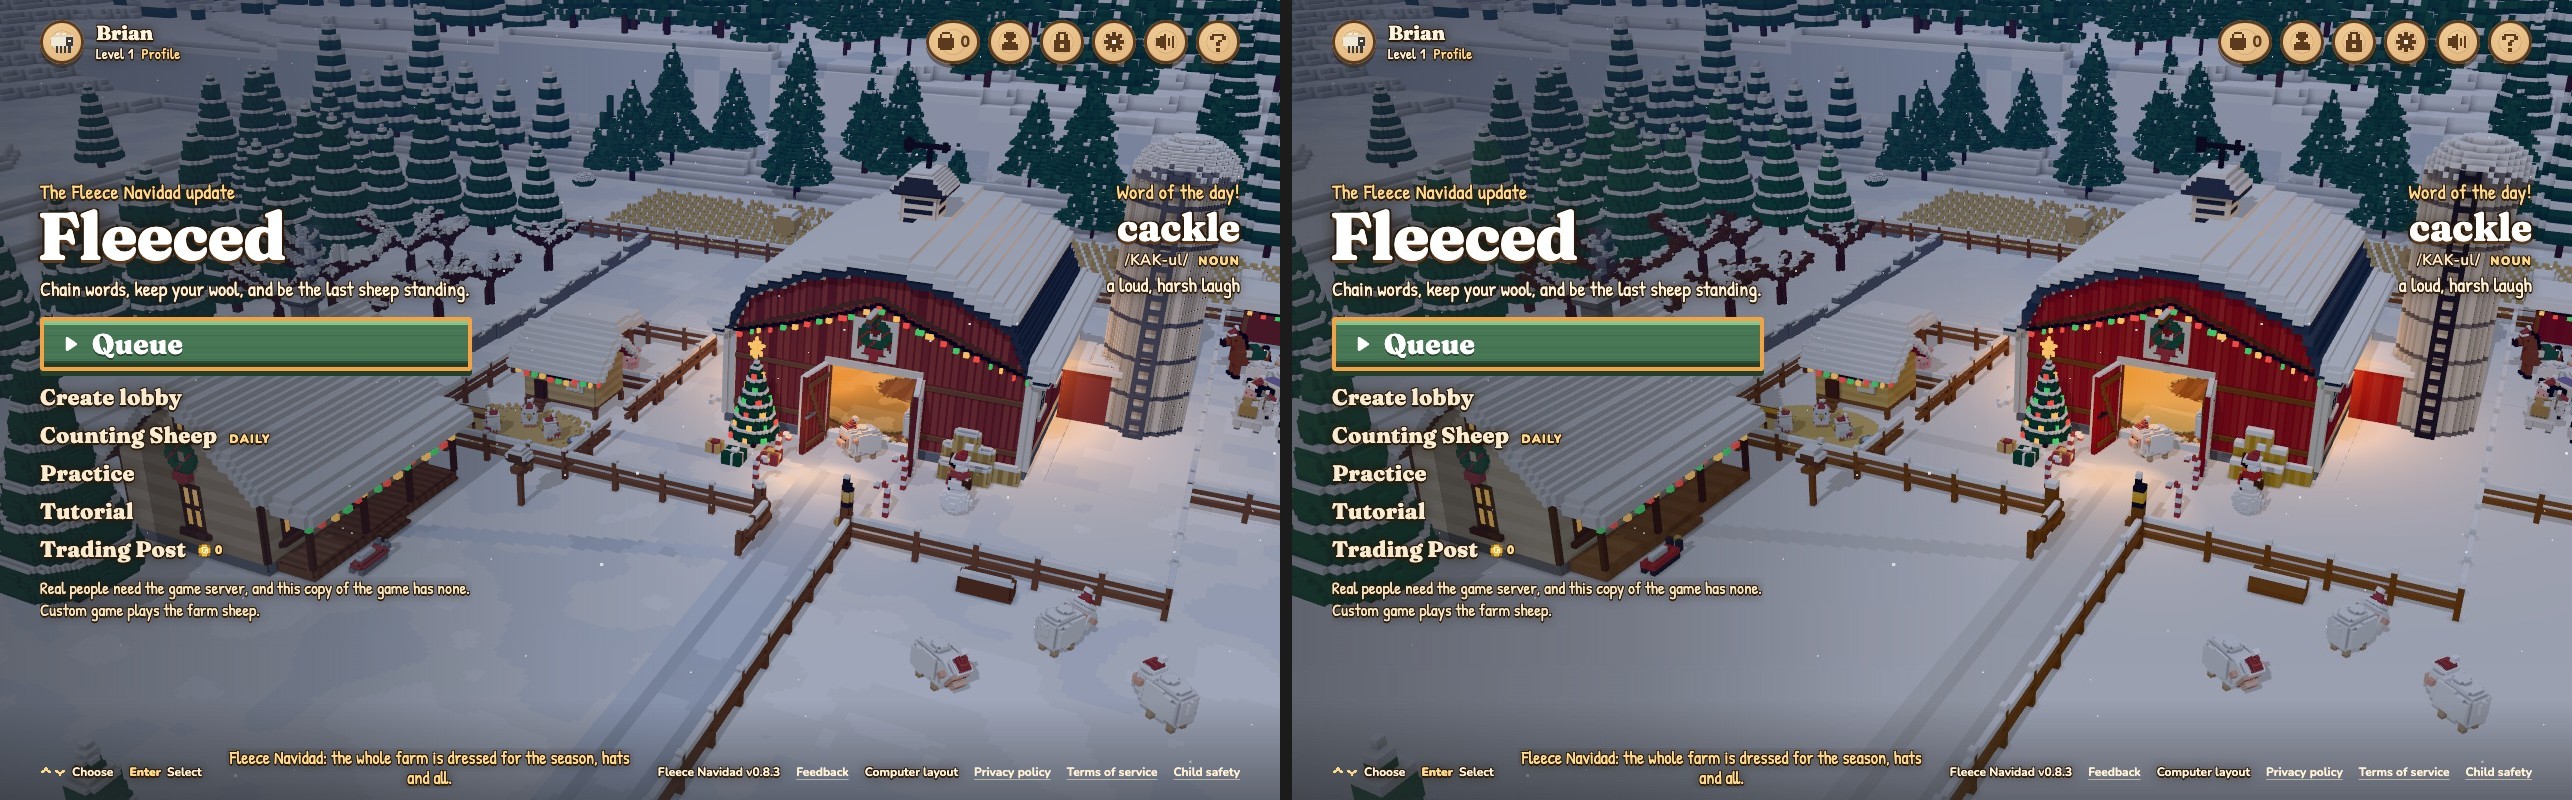 Brian
Level 1 Profile
0
The Fleece Navidad update
Fleeced
Chain words, keep your wool, and be the last sheep standing.
Queue
Create lobby
Counting Sheep DAILY
Practice
Tutorial
Trading Post 0
Real people need the game server, and this copy of the game has none.
Custom game plays the farm sheep.
Word of the day!
cackle
/KAK-ul/ NOUN
a loud, harsh laugh
Choose Enter Select
Fleece Navidad: the whole farm is dressed for the season, hats
and all.
Fleece Navidad v0.8.3 Feedback Computer layout Privacy policy Terms of service Child safety
Brian
Level 1 Profile
0
The Fleece Navidad update
Fleeced
Chain words, keep your wool, and be the last sheep standing.
Queue
Create lobby
Counting Sheep DAILY
Practice
Tutorial
Trading Post 0
Real people need the game server, and this copy of the game has none.
Custom game plays the farm sheep.
Word of the day!
cackle
/KAK-ul/ NOUN
a loud, harsh laugh
Choose Enter Select
Fleece Navidad: the whole farm is dressed for the season, hats
and all.
Fleece Navidad v0.8.3 Feedback Computer layout Privacy policy Terms of service Child safety